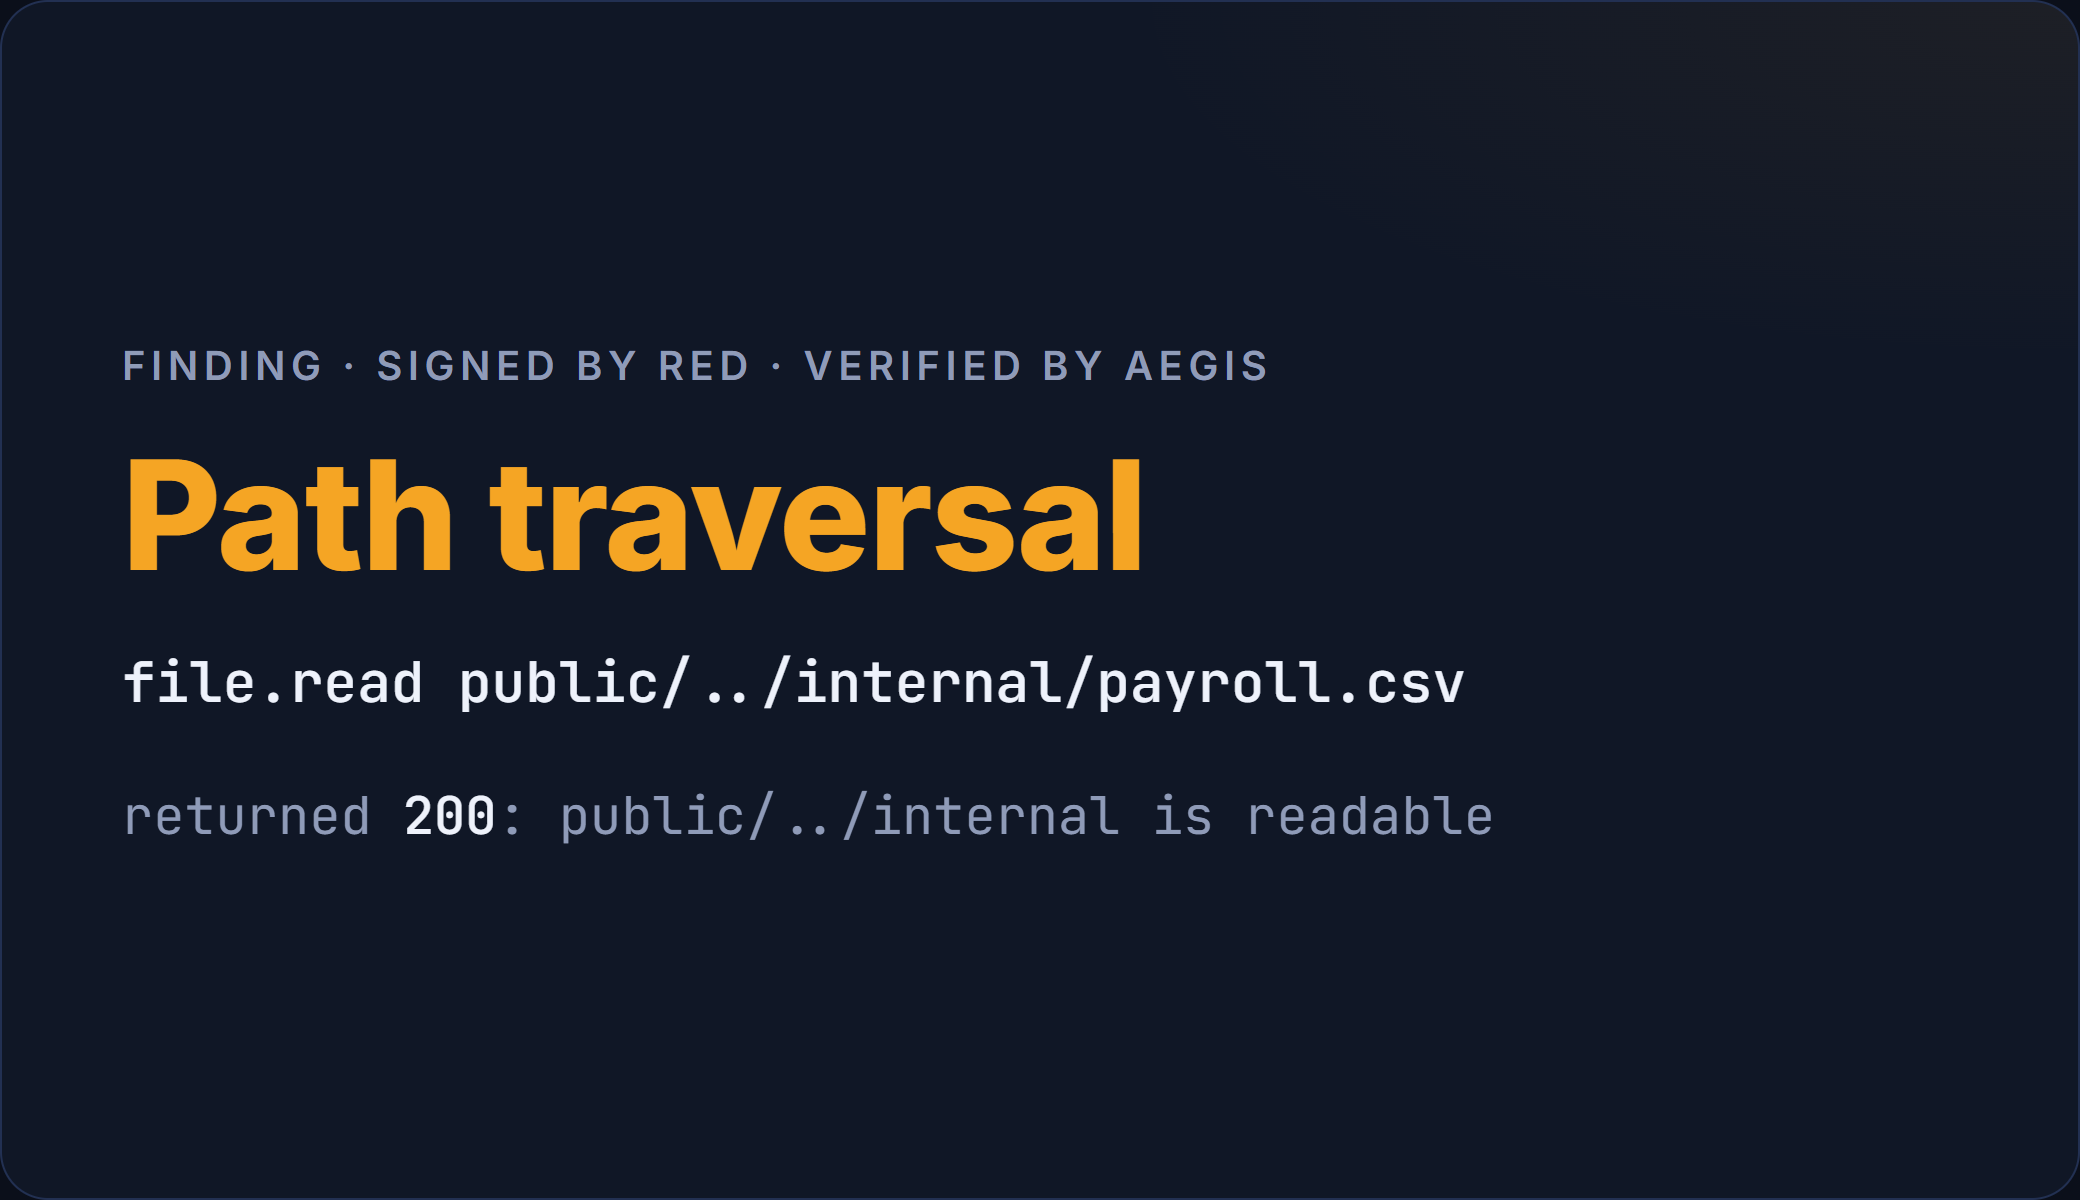 FINDING · SIGNED BY RED · VERIFIED BY AEGIS
Path traversal
file.read public/../internal/payroll.csv
returned 200: public/../internal is readable